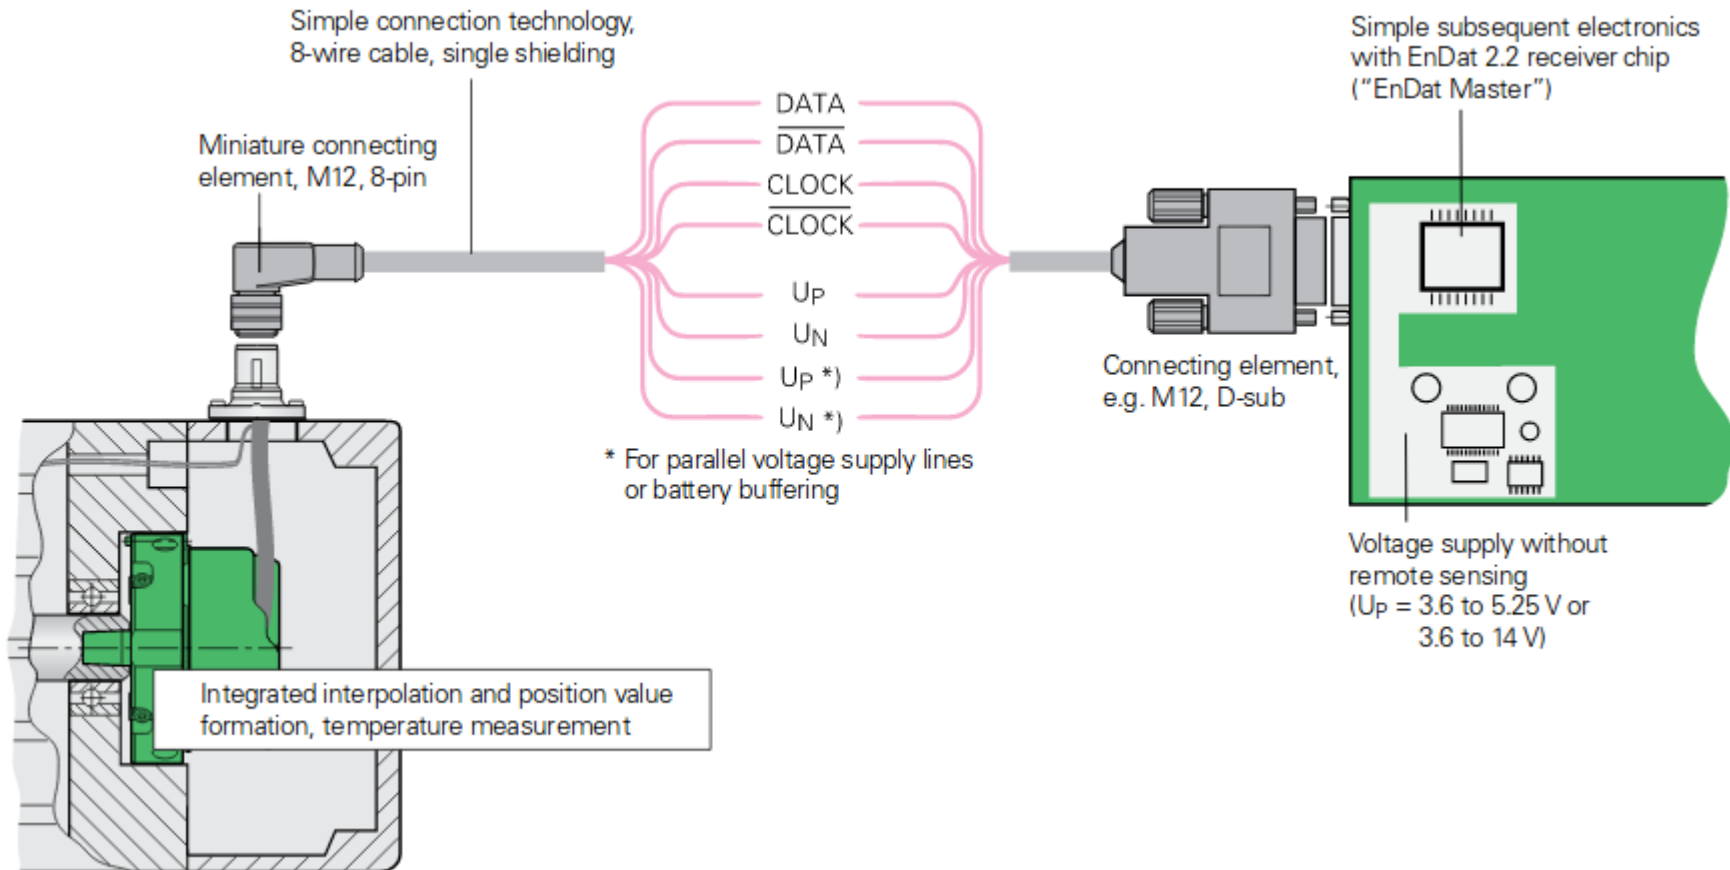 Simple connection technology,
8-wire cable, single shielding
Miniature connecting
element, M12, 8-pin
DATA
D̅A̅T̅A̅
CLOCK
C̅L̅O̅C̅K̅
UP
UN
UP *)
UN *)
* For parallel voltage supply lines
or battery buffering
Simple subsequent electronics
with EnDat 2.2 receiver chip
(“EnDat Master”)
Connecting element,
e.g. M12, D-sub
Voltage supply without
remote sensing
(UP = 3.6 to 5.25 V or
3.6 to 14 V)
Integrated interpolation and position value
formation, temperature measurement